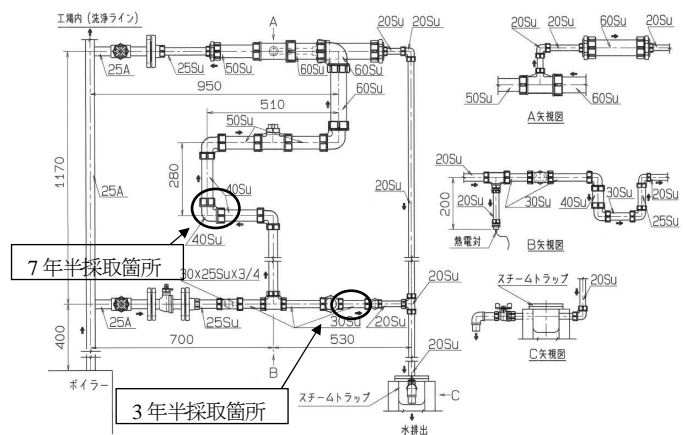 工場内 (洗浄ライン)
A
20Su
20Su
25A
25Su
50Su
60Su
60Su
950
60Su
510
50Su
1170
280
25A
40Su
20Su
40Su
7年半採取箇所
30×25Su×3/4
20Su
25A
25Su
30Su
20Su
400
700
530
B
20Su
ボイラー
3年半採取箇所
スチームトラップ
C
水排出
20Su
20Su
60Su
20Su
50Su
60Su
A矢視図
20Su
200
20Su
30Su
40Su
30Su
20Su
25Su
熱電対
B矢視図
スチームトラップ
20Su
C矢視図